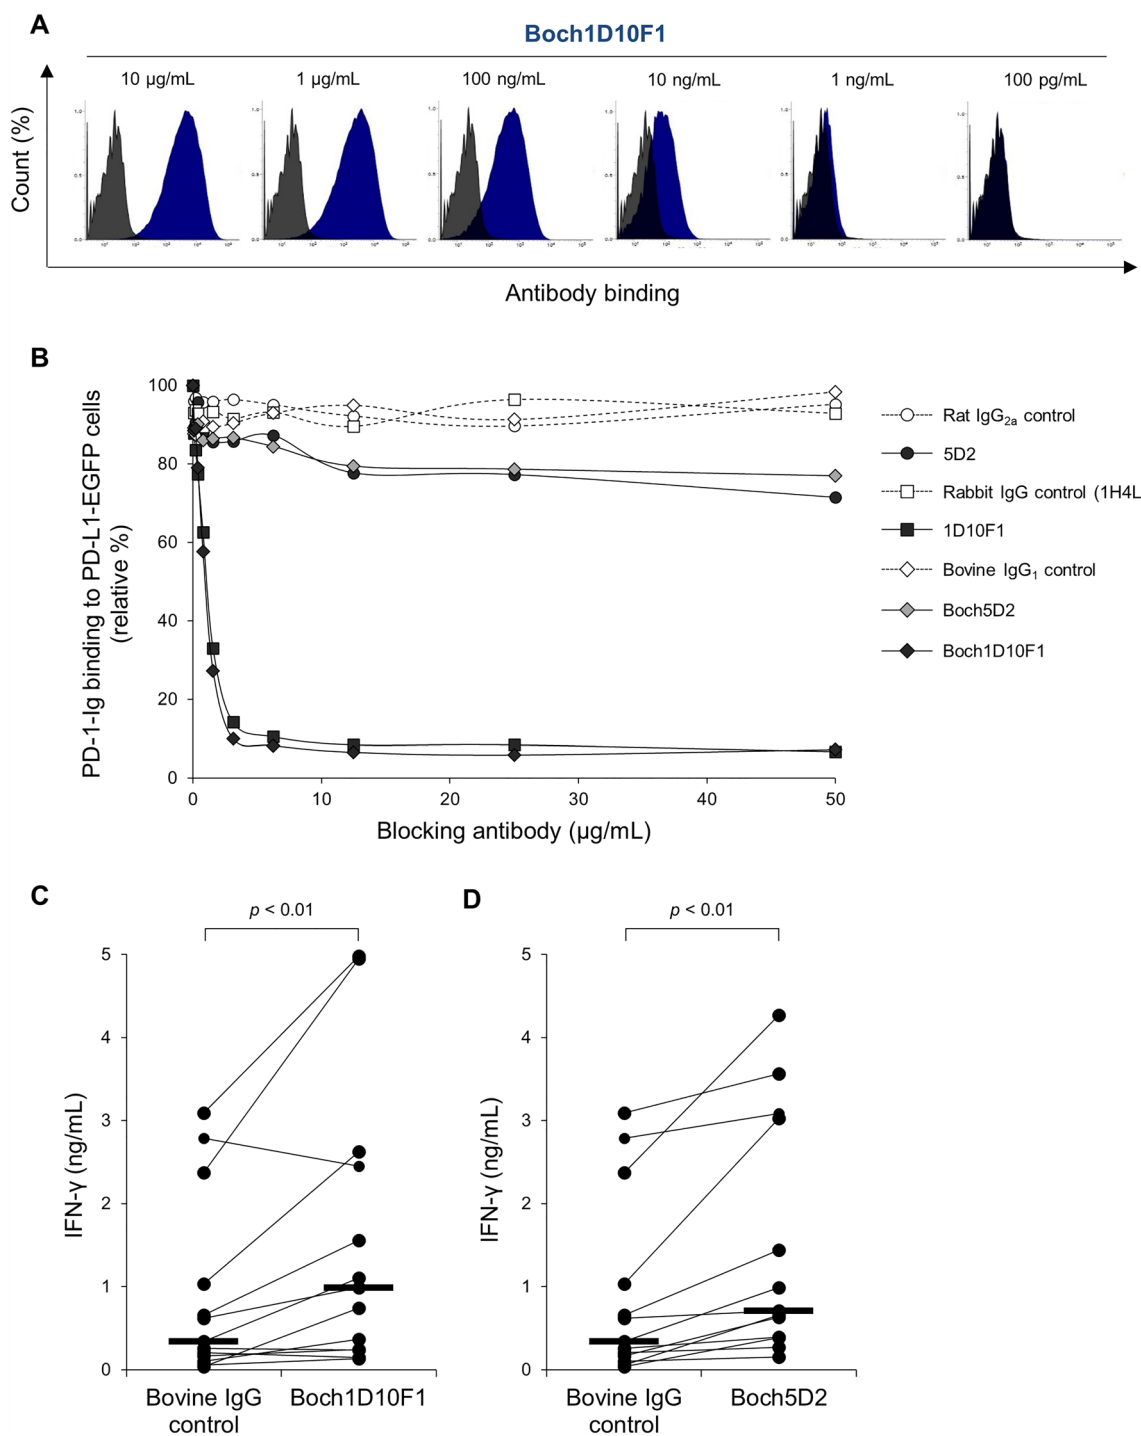 A
Boch1D10F1
10 µg/mL 1 µg/mL 100 ng/mL 10 ng/mL 1 ng/mL 100 pg/mL
Count (%)
Antibody binding
B
PD-1-Ig binding to PD-L1-EGFP cells
(relative %)
100
80
60
40
20
0
0 10 20 30 40 50
Blocking antibody (µg/mL)
Rat IgG2a control
5D2
Rabbit IgG control (1H4L
1D10F1
Bovine IgG1 control
Boch5D2
Boch1D10F1
C
p < 0.01
IFN-γ (ng/mL)
5
4
3
2
1
0
Bovine IgG
control
Boch1D10F1
D
p < 0.01
IFN-γ (ng/mL)
5
4
3
2
1
0
Bovine IgG
control
Boch5D2